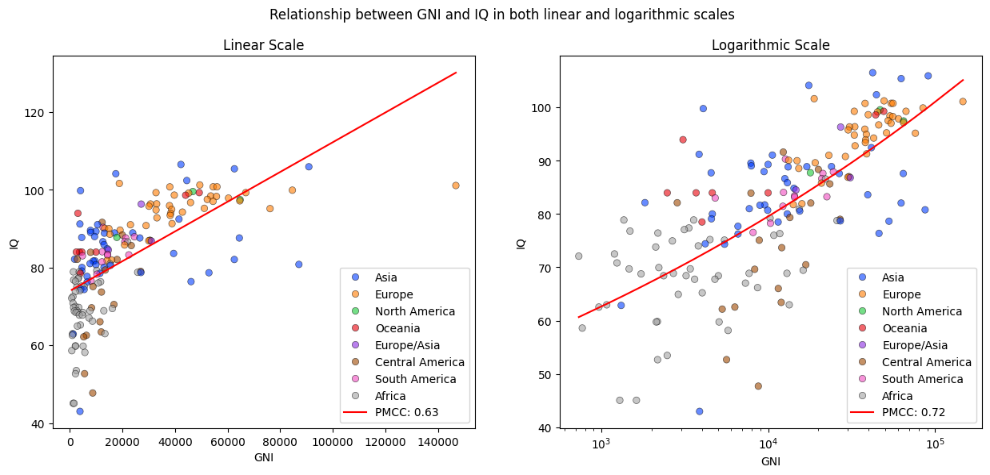 Relationship between GNI and IQ in both linear and logarithmic scales
Linear Scale
120
100
80
60
40
IQ
0
20000
40000
60000
80000
100000
120000
140000
GNI
Asia
Europe
North America
Oceania
Europe/Asia
Central America
South America
Africa
PMCC: 0.63
Logarithmic Scale
100
90
80
70
60
50
40
IQ
10³
10⁴
10⁵
GNI
Asia
Europe
North America
Oceania
Europe/Asia
Central America
South America
Africa
PMCC: 0.72